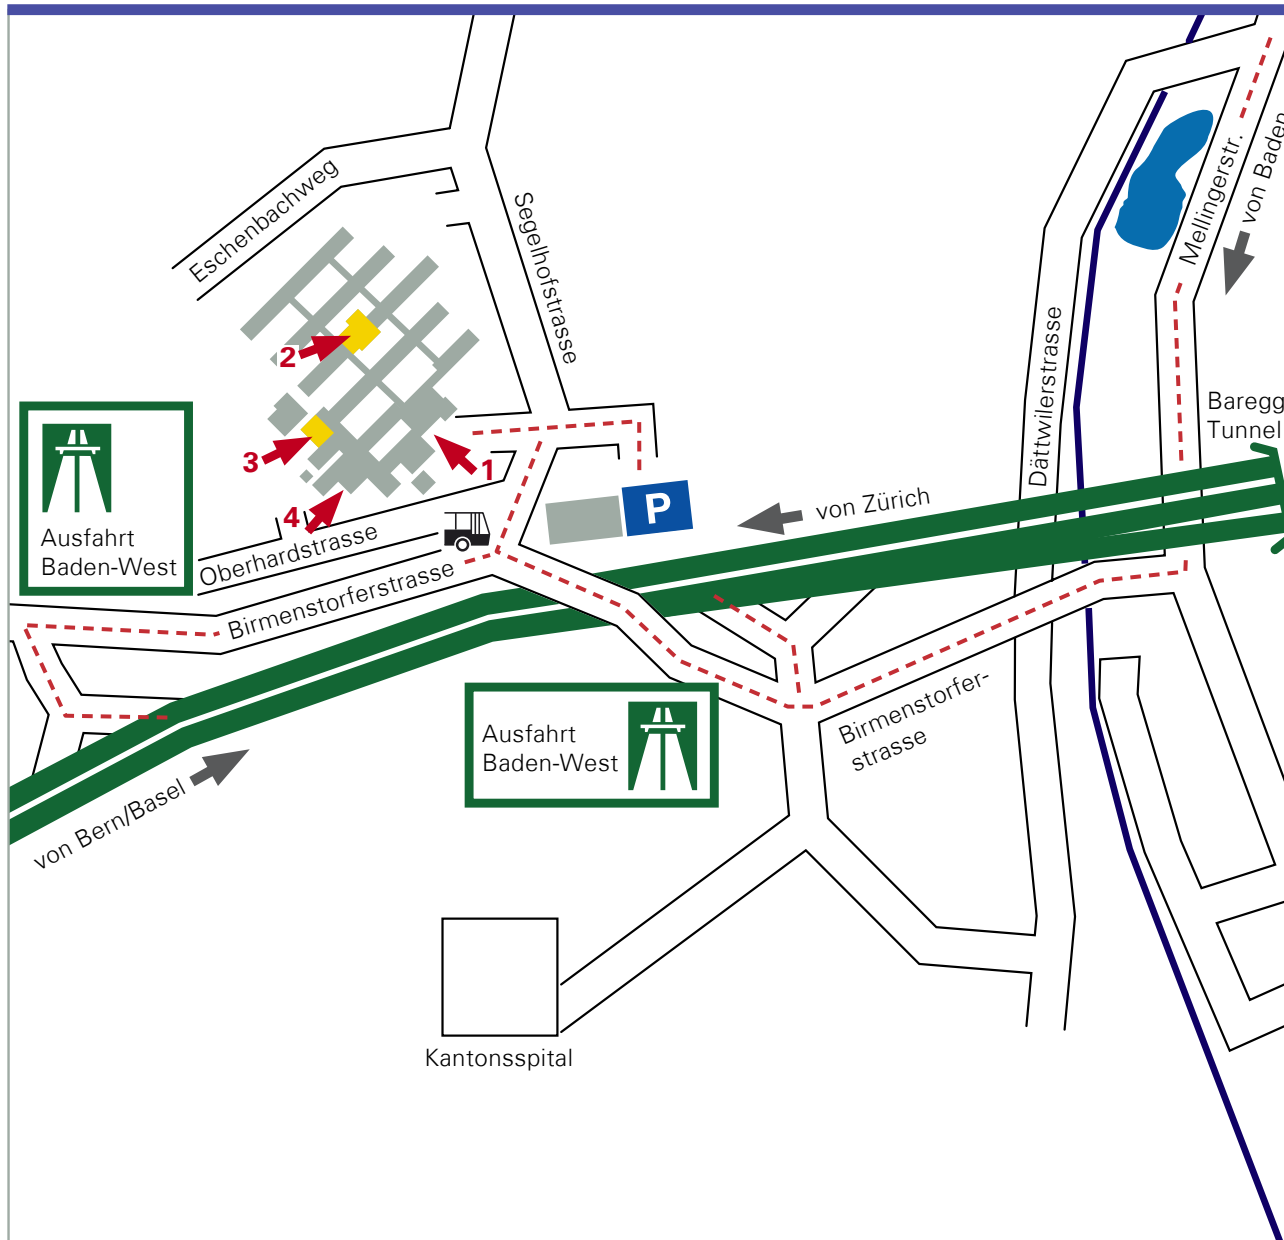 Eschenbachweg
Segelhofstrasse
Mellingerstr.
von Baden
Dättwilerstrasse
Baregg
Tunnel
2
3
1
4
P
von Zürich
Ausfahrt
Baden-West
Oberhardstrasse
Birmenstorferstrasse
Ausfahrt
Baden-West
Birmenstorfer-
strasse
von Bern/Basel
Kantonsspital